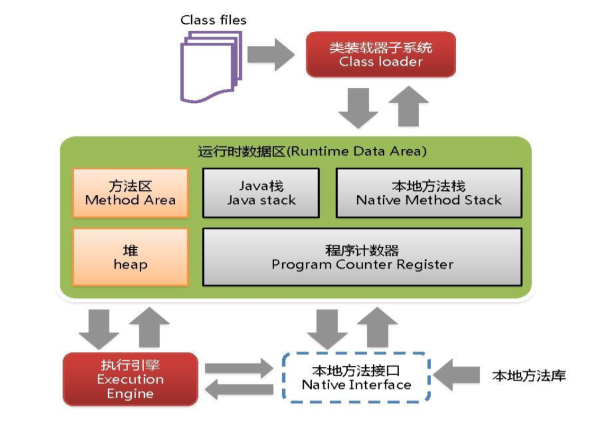 Class files
类装载器子系统
Class loader
运行时数据区(Runtime Data Area)
方法区
Method Area
Java栈
Java stack
本地方法栈
Native Method Stack
堆
heap
程序计数器
Program Counter Register
执行引擎
Execution
Engine
本地方法接口
Native Interface
本地方法库